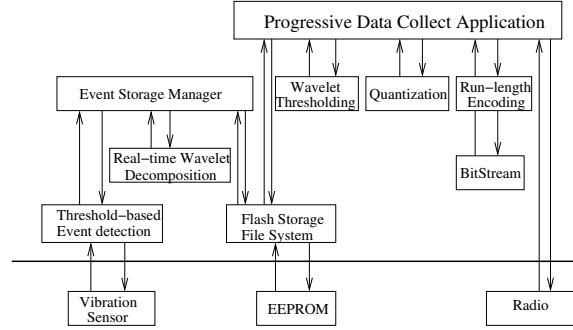 Progressive Data Collect Application
Wavelet
Thresholding
Quantization
Run-length
Encoding
Event Storage Manager
Real-time Wavelet
Decomposition
BitStream
Threshold-based
Event detection
Flash Storage
File System
Vibration
Sensor
EEPROM
Radio